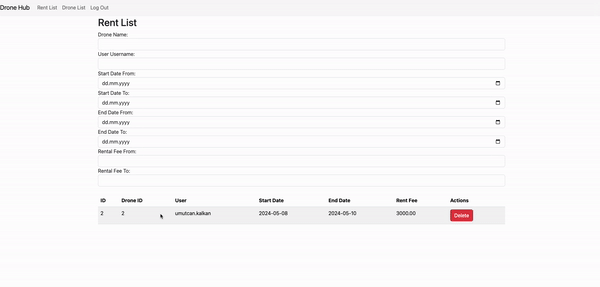 Drone Hub Rent List Drone List Log Out
Rent List
Drone Name:
User Username:
Start Date From:
dd.mm.yyyy
Start Date To:
dd.mm.yyyy
End Date From:
dd.mm.yyyy
End Date To:
dd.mm.yyyy
Rental Fee From:
Rental Fee To:
ID Drone ID User Start Date End Date Rent Fee Actions
2 2 umutcan.kalkan 2024-05-08 2024-05-10 3000.00 Delete